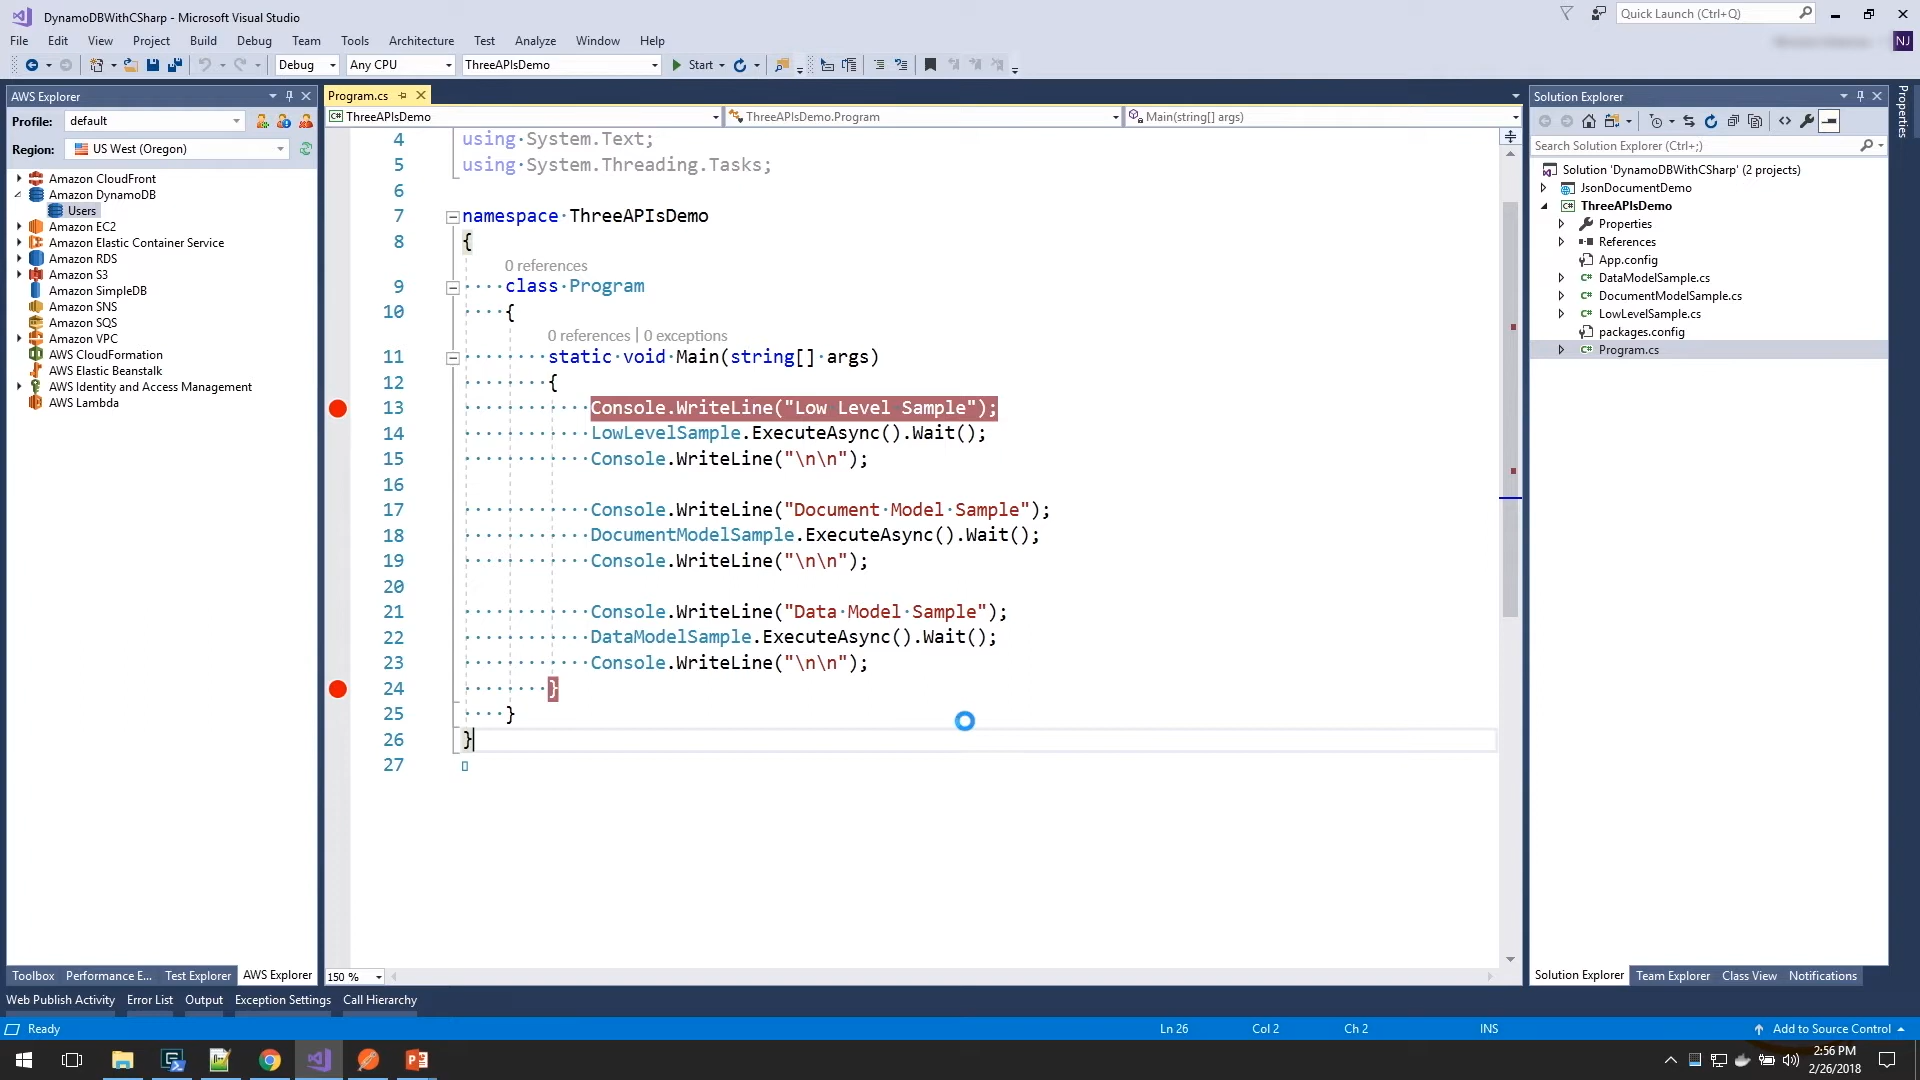 DynamoDBWithCSharp - Microsoft Visual Studio
Quick Launch (Ctrl+Q)
File Edit View Project Build Debug Team Tools Architecture Test Analyze Window Help
NJ
Debug Any CPU ThreeAPIsDemo Start
AWS Explorer
Profile: default
Region: US West (Oregon)
Amazon CloudFront
Amazon DynamoDB
Users
Amazon EC2
Amazon Elastic Container Service
Amazon RDS
Amazon S3
Amazon SimpleDB
Amazon SNS
Amazon SQS
Amazon VPC
AWS CloudFormation
AWS Elastic Beanstalk
AWS Identity and Access Management
AWS Lambda
Toolbox Performance E... Test Explorer AWS Explorer
Program.cs
ThreeAPIsDemo ThreeAPIsDemo.Program Main(string[] args)
4 using System.Text;
5 using System.Threading.Tasks;
6
7 namespace ThreeAPIsDemo
8 {
0 references
9 class Program
10 {
0 references | 0 exceptions
11 static void Main(string[] args)
12 {
13 Console.WriteLine("Low Level Sample");
14 LowLevelSample.ExecuteAsync().Wait();
15 Console.WriteLine("\n\n");
16
17 Console.WriteLine("Document Model Sample");
18 DocumentModelSample.ExecuteAsync().Wait();
19 Console.WriteLine("\n\n");
20
21 Console.WriteLine("Data Model Sample");
22 DataModelSample.ExecuteAsync().Wait();
23 Console.WriteLine("\n\n");
24 }
25 }
26 }
27
150 %
Solution Explorer
Search Solution Explorer (Ctrl+;)
Solution 'DynamoDBWithCSharp' (2 projects)
JsonDocumentDemo
ThreeAPIsDemo
Properties
References
App.config
DataModelSample.cs
DocumentModelSample.cs
LowLevelSample.cs
packages.config
Program.cs
Solution Explorer Team Explorer Class View Notifications
Properties
Web Publish Activity Error List Output Exception Settings Call Hierarchy
Ready Ln 26 Col 2 Ch 2 INS Add to Source Control
2:56 PM
2/26/2018